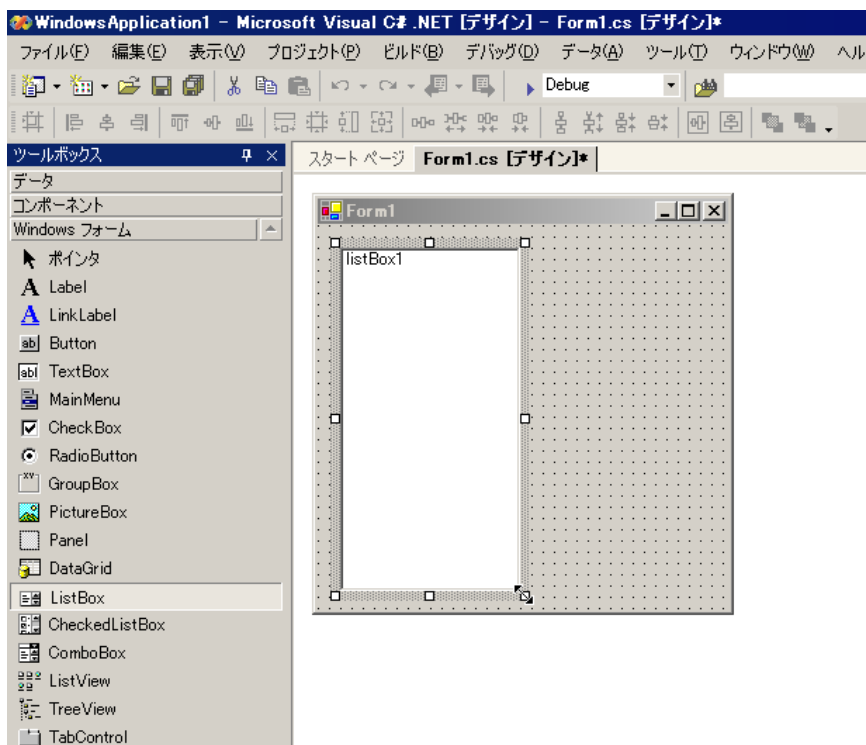 WindowsApplication1 - Microsoft Visual C# .NET [デザイン] - Form1.cs [デザイン]*
ファイル(F) 編集(E) 表示(V) プロジェクト(P) ビルド(B) デバッグ(D) データ(A) ツール(T) ウィンドウ(W) ヘル
Debug
ツールボックス
スタート ページ Form1.cs [デザイン]*
データ
コンポーネント
Windows フォーム
ポインタ
A Label
A LinkLabel
ab Button
abl TextBox
MainMenu
CheckBox
RadioButton
XY GroupBox
PictureBox
Panel
DataGrid
ListBox
CheckedListBox
ComboBox
ListView
TreeView
TabControl
Form1
listBox1